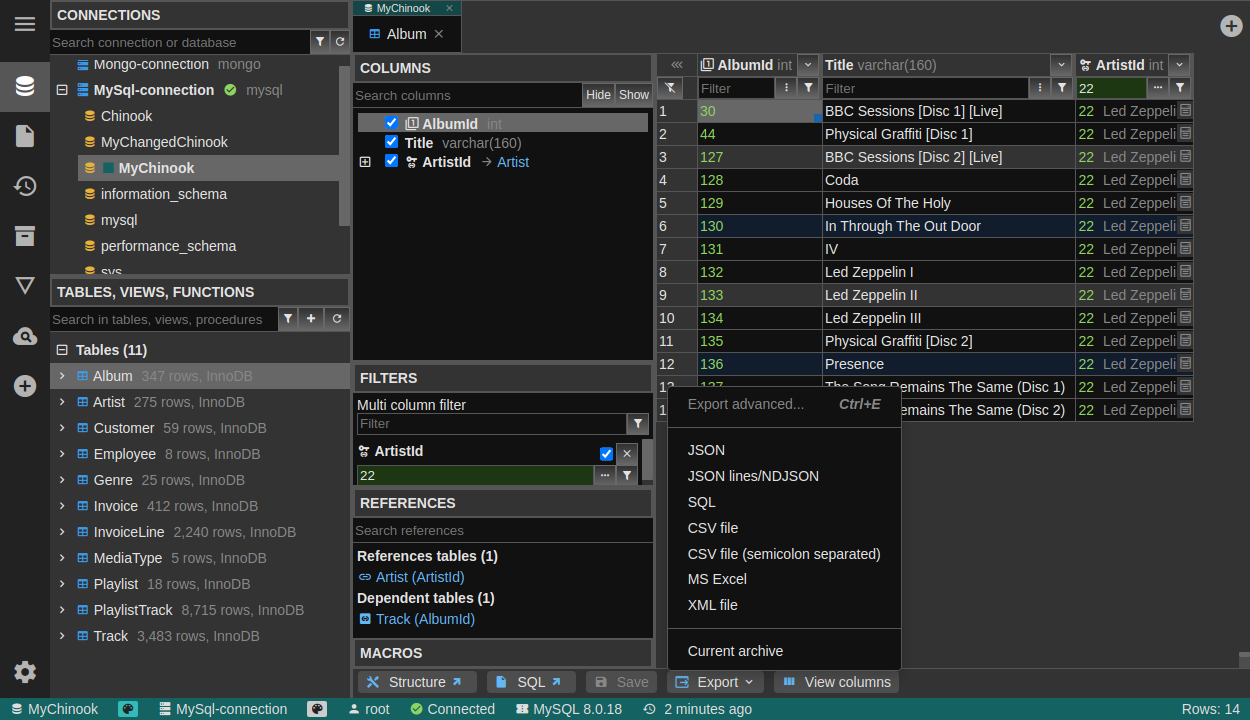 CONNECTIONS
Search connection or database
Mongo-connection mongo
MySql-connection mysql
Chinook
MyChangedChinook
MyChinook
information_schema
mysql
performance_schema
sys
TABLES, VIEWS, FUNCTIONS
Search in tables, views, procedures
Tables (11)
Album 347 rows, InnoDB
Artist 275 rows, InnoDB
Customer 59 rows, InnoDB
Employee 8 rows, InnoDB
Genre 25 rows, InnoDB
Invoice 412 rows, InnoDB
InvoiceLine 2,240 rows, InnoDB
MediaType 5 rows, InnoDB
Playlist 18 rows, InnoDB
PlaylistTrack 8,715 rows, InnoDB
Track 3,483 rows, InnoDB
MyChinook
Album
COLUMNS
Search columns Hide Show
AlbumId int
Title varchar(160)
ArtistId Artist
FILTERS
Multi column filter
Filter
ArtistId
22
REFERENCES
Search references
References tables (1)
Artist (ArtistId)
Dependent tables (1)
Track (AlbumId)
MACROS
AlbumId int Title varchar(160) ArtistId int
Filter Filter 22
1 30 BBC Sessions [Disc 1] [Live] 22 Led Zeppeli
2 44 Physical Graffiti [Disc 1] 22 Led Zeppeli
3 127 BBC Sessions [Disc 2] [Live] 22 Led Zeppeli
4 128 Coda 22 Led Zeppeli
5 129 Houses Of The Holy 22 Led Zeppeli
6 130 In Through The Out Door 22 Led Zeppeli
7 131 IV 22 Led Zeppeli
8 132 Led Zeppelin I 22 Led Zeppeli
9 133 Led Zeppelin II 22 Led Zeppeli
10 134 Led Zeppelin III 22 Led Zeppeli
11 135 Physical Graffiti [Disc 2] 22 Led Zeppeli
12 136 Presence 22 Led Zeppeli
13 137 The Song Remains The Same (Disc 1) 22 Led Zeppeli
emains The Same (Disc 2) 22 Led Zeppeli
Export advanced... Ctrl+E
JSON
JSON lines/NDJSON
SQL
CSV file
CSV file (semicolon separated)
MS Excel
XML file
Current archive
Structure SQL Save Export View columns
MyChinook MySql-connection root Connected MySQL 8.0.18 2 minutes ago Rows: 14